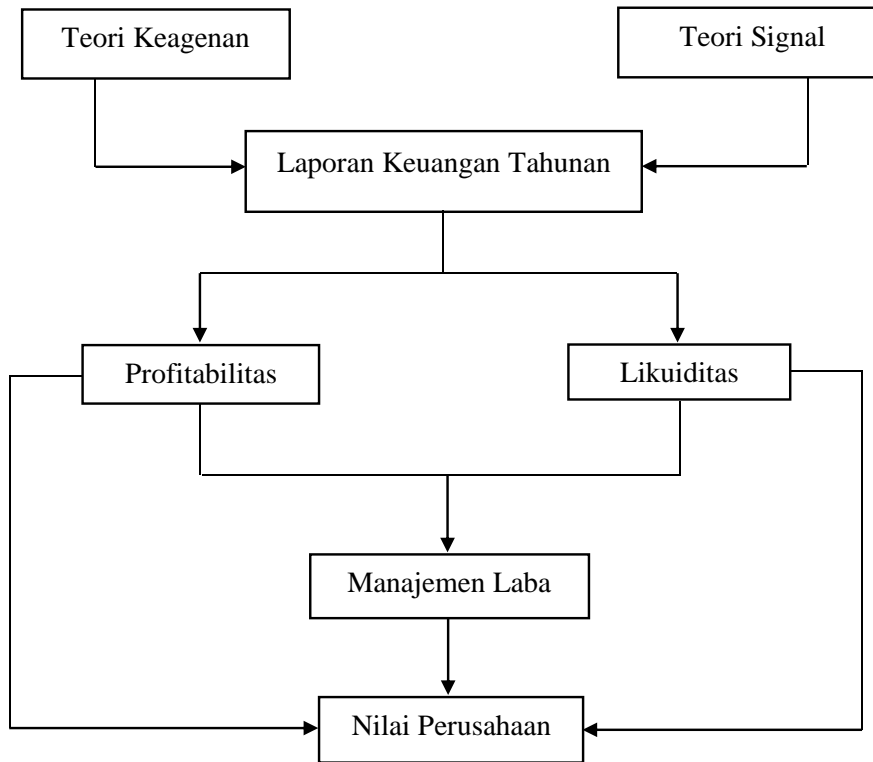 Teori Keagenan
Teori Signal
Laporan Keuangan Tahunan
Profitabilitas
Likuiditas
Manajemen Laba
Nilai Perusahaan